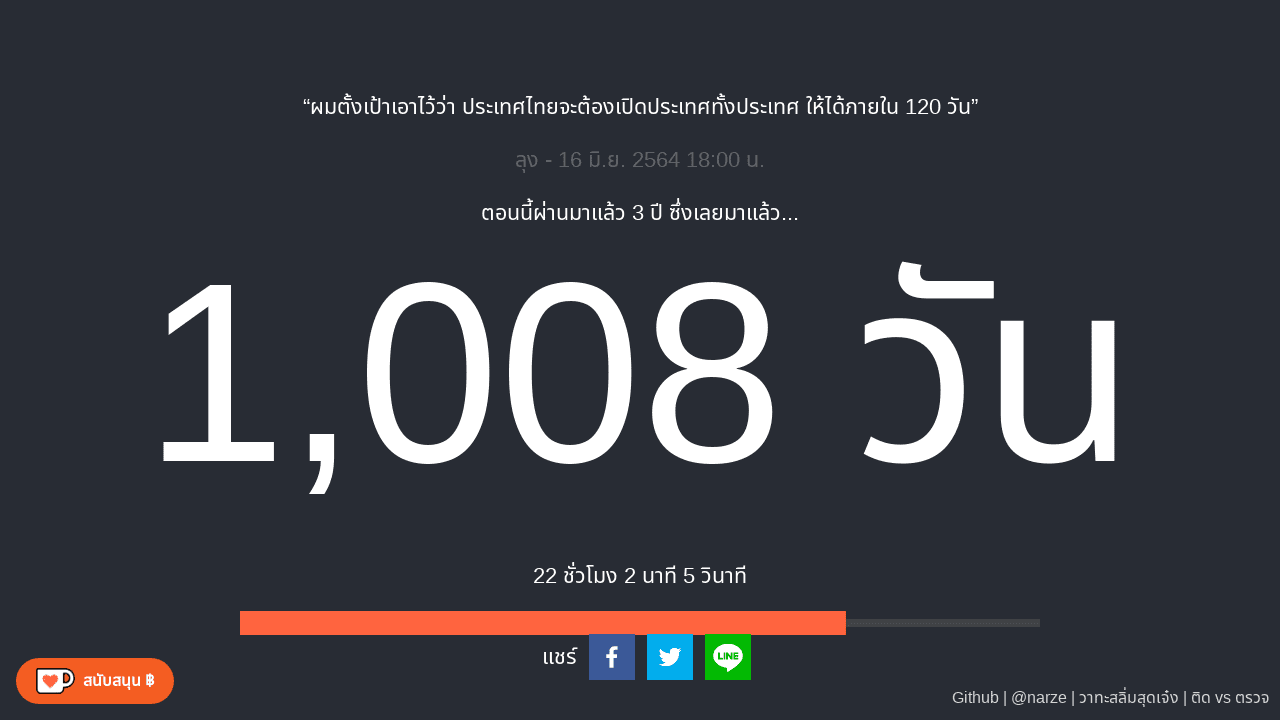 “ผมตั้งเป้าเอาไว้ว่า ประเทศไทยจะต้องเปิดประเทศทั้งประเทศ ให้ได้ภายใน 120 วัน”
ลุง - 16 มิ.ย. 2564 18:00 น.
ตอนนี้ผ่านมาแล้ว 3 ปี ซึ่งเลยมาแล้ว...
1,008 วัน
22 ชั่วโมง 2 นาที 5 วินาที
แชร์
LINE
สนับสนุน ฿
Github | @narze | วาทะสลิ่มสุดเจ๋ง | ติด vs ตรวจ